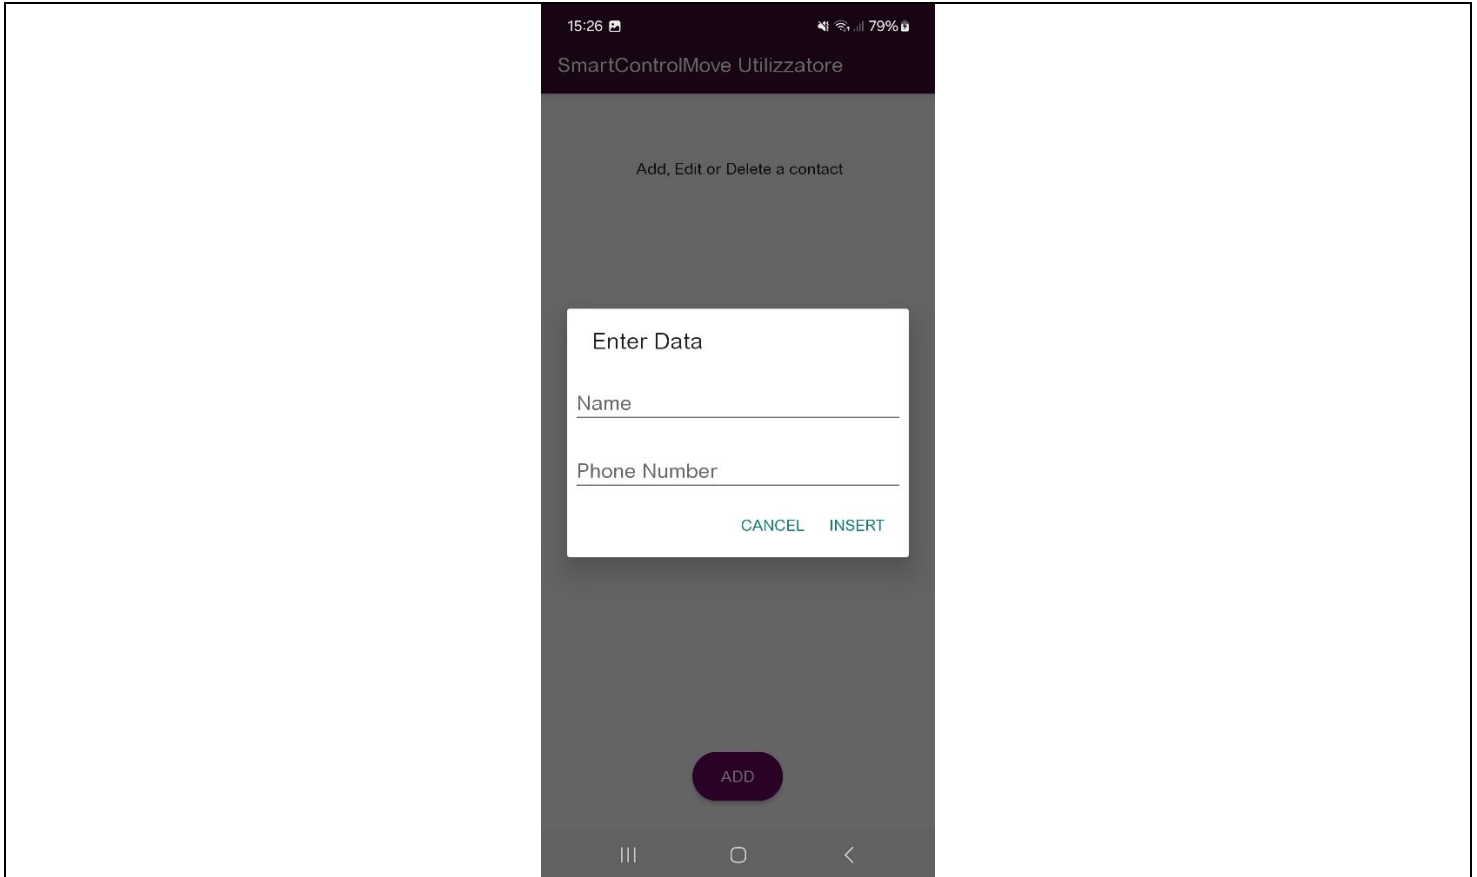 15:26 79%
SmartControlMove Utilizzatore
Add, Edit or Delete a contact
Enter Data
Name
Phone Number
CANCEL INSERT
ADD